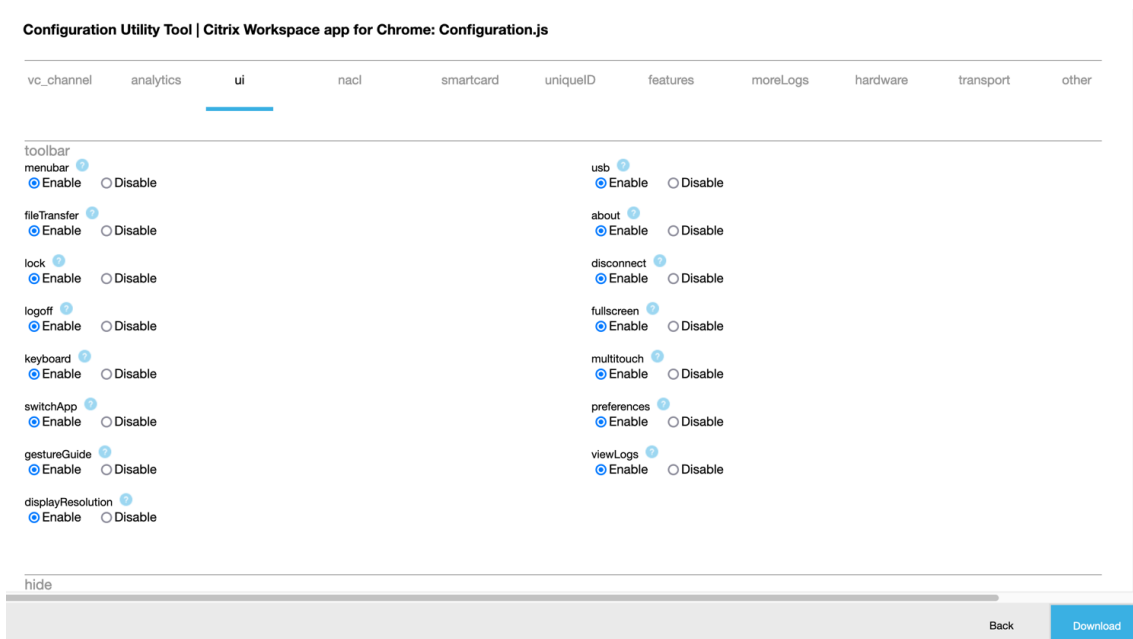 Configuration Utility Tool | Citrix Workspace app for Chrome: Configuration.js
vc_channel analytics ui nacl smartcard uniqueID features moreLogs hardware transport other
toolbar
menubar ?
Enable Disable
usb ?
Enable Disable
fileTransfer ?
Enable Disable
about ?
Enable Disable
lock ?
Enable Disable
disconnect ?
Enable Disable
logoff ?
Enable Disable
fullscreen ?
Enable Disable
keyboard ?
Enable Disable
multitouch ?
Enable Disable
switchApp ?
Enable Disable
preferences ?
Enable Disable
gestureGuide ?
Enable Disable
viewLogs ?
Enable Disable
displayResolution ?
Enable Disable
hide
Back Download